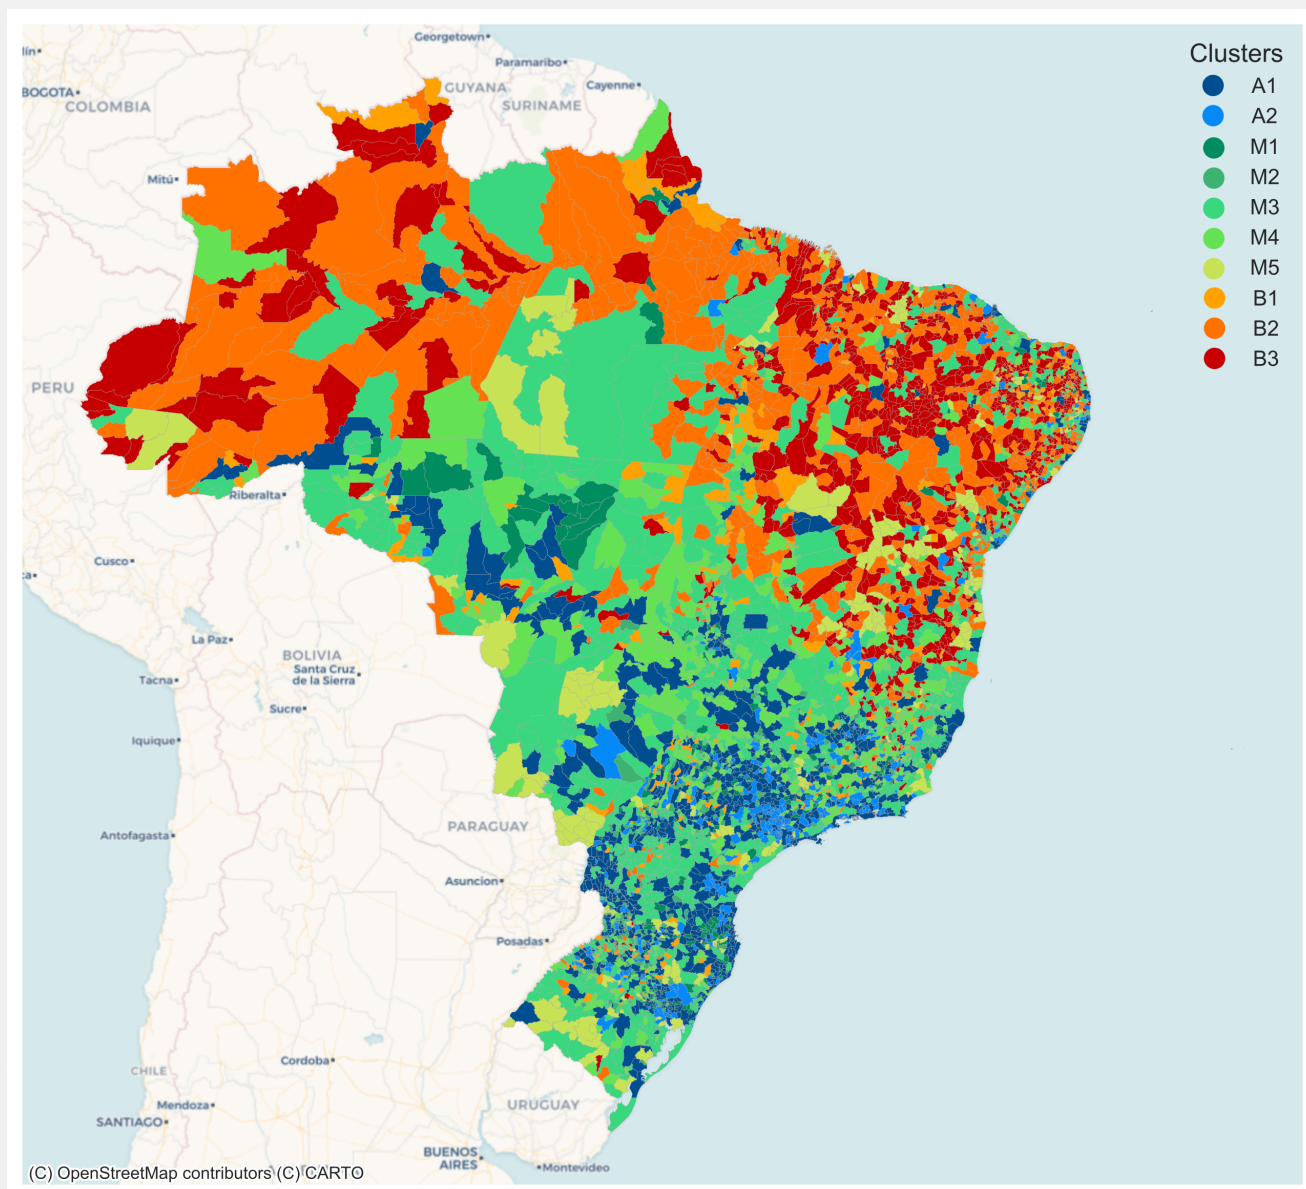 Georgetown
Paramaribo
Cayenne
GUYANA
SURINAME
lín
BOGOTA
COLOMBIA
Mitú
PERU
Riberalta
Cusco
ca
La Paz
BOLIVIA
Santa Cruz
de la Sierra
Tacna
Sucre
Iquique
PARAGUAY
Antofagasta
Asuncion
Posadas
CHILE
Cordoba
Mendoza
SANTIAGO
URUGUAY
BUENOS
AIRES
Montevideo
Clusters
A1
A2
M1
M2
M3
M4
M5
B1
B2
B3
(C) OpenStreetMap contributors (C) CARTO